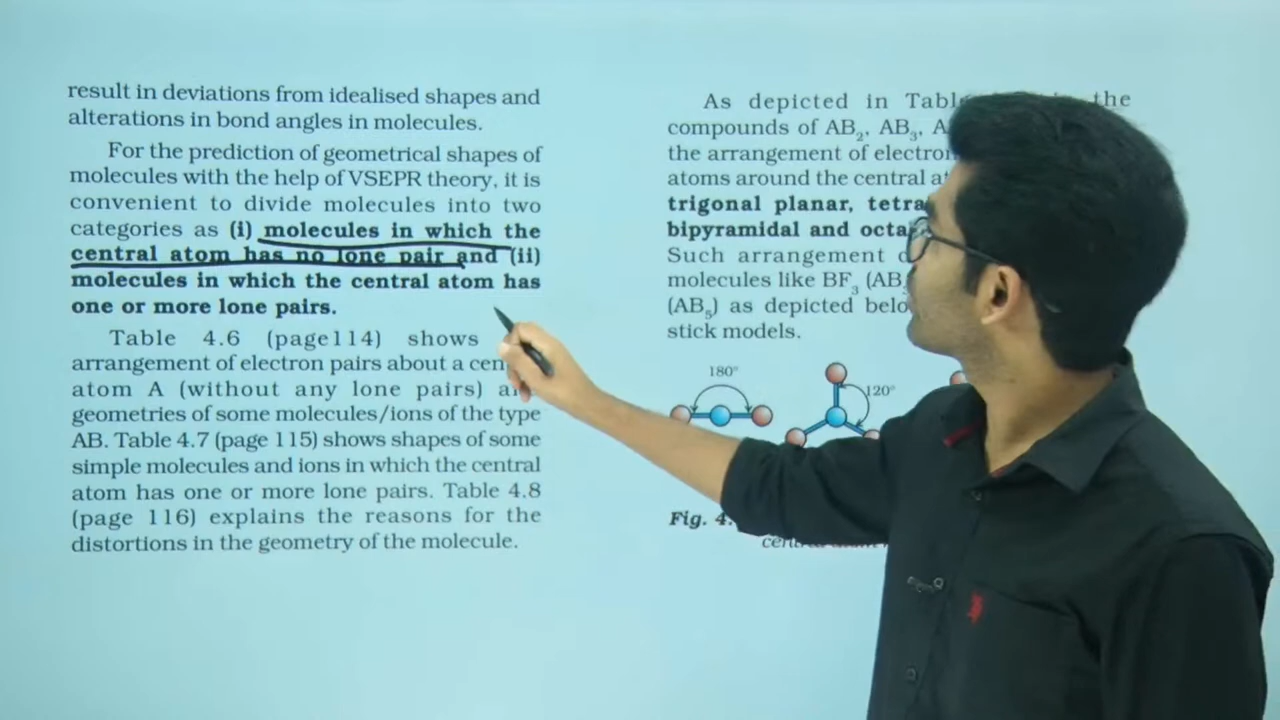 result in deviations from idealised shapes and
alterations in bond angles in molecules.
For the prediction of geometrical shapes of
molecules with the help of VSEPR theory, it is
convenient to divide molecules into two
categories as (i) molecules in which the
central atom has no lone pair and (ii)
molecules in which the central atom has
one or more lone pairs.
Table 4.6 (page114) shows
arrangement of electron pairs about a cen
atom A (without any lone pairs) a
geometries of some molecules/ions of the type
AB. Table 4.7 (page 115) shows shapes of some
simple molecules and ions in which the central
atom has one or more lone pairs. Table 4.8
(page 116) explains the reasons for the
distortions in the geometry of the molecule.
As depicted in Table the
compounds of AB₂, AB₃, A
the arrangement of electron
atoms around the central at
trigonal planar, tetra
bipyramidal and octa
Such arrangement
molecules like BF₃ (AB
(AB₅) as depicted belo
stick models.
180°
120°
Fig. 4.